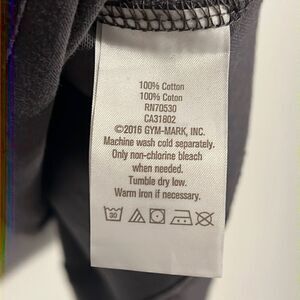 100% Cotton
100% Coton
RN70530
CA31802
©2016 GYM-MARK, INC.
Machine wash cold separately.
Only non-chlorine bleach
when needed.
Tumble dry low.
Warm Iron if necessary.
30